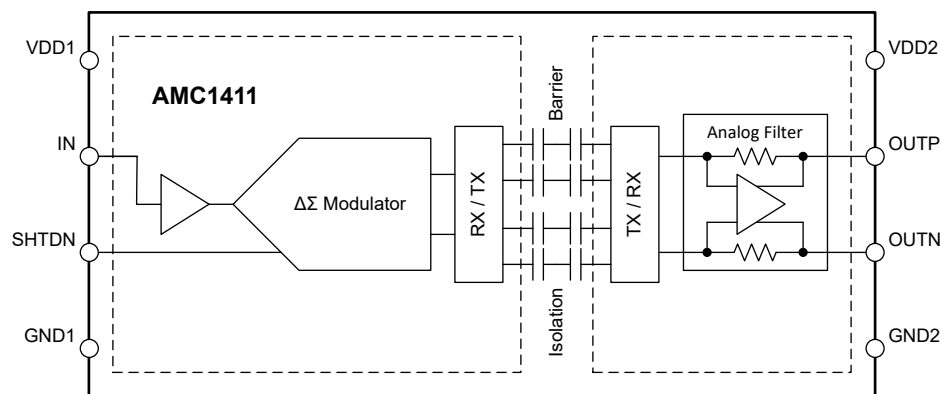 VDD1
VDD2
AMC1411
Barrier
Analog Filter
IN
OUTP
ΔΣ Modulator
RX / TX
TX / RX
SHTDN
OUTN
Isolation
GND1
GND2